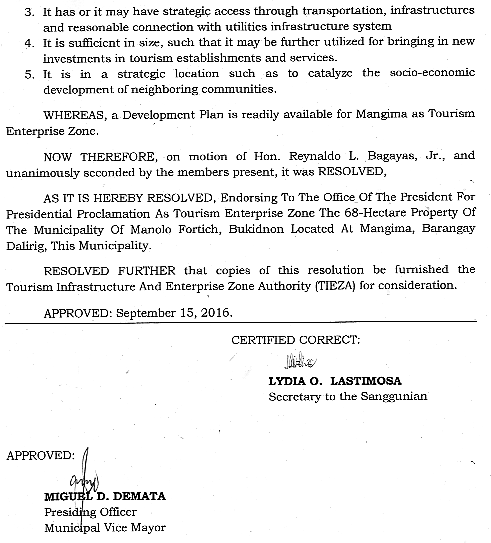 3. It has or it may have strategic access through transportation, infrastructures
and reasonable connection with utilities infrastructure system
4. It is sufficient in size, such that it may be further utilized for bringing in new
investments in tourism establishments and services.
5. It is in a strategic location such as to catalyze the socio-economic
development of neighboring communities.
WHEREAS, a Development Plan is readily available for Mangima as Tourism
Enterprise Zone.
NOW THEREFORE, on motion of Hon. Reynaldo L. Bagayas, Jr., and
unanimously seconded by the members present, it was RESOLVED,
AS IT IS HEREBY RESOLVED, Endorsing To The Office Of The President For
Presidential Proclamation As Tourism Enterprise Zone The 68-Hectare Property Of
The Municipality Of Manolo Fortich, Bukidnon Located At Mangima, Barangay
Dalirig, This Municipality.
RESOLVED FURTHER that copies of this resolution be furnished the
Tourism Infrastructure And Enterprise Zone Authority (TIEZA) for consideration.
APPROVED: September 15, 2016.
CERTIFIED CORRECT:
LYDIA O. LASTIMOSA
Secretary to the Sanggunian
APPROVED:
MIGUEL D. DEMATA
Presiding Officer
Municipal Vice Mayor